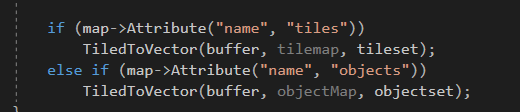 if (map->Attribute("name", "tiles"))
TiledToVector(buffer, tilemap, tileset);
else if (map->Attribute("name", "objects"))
TiledToVector(buffer, objectMap, objectset);